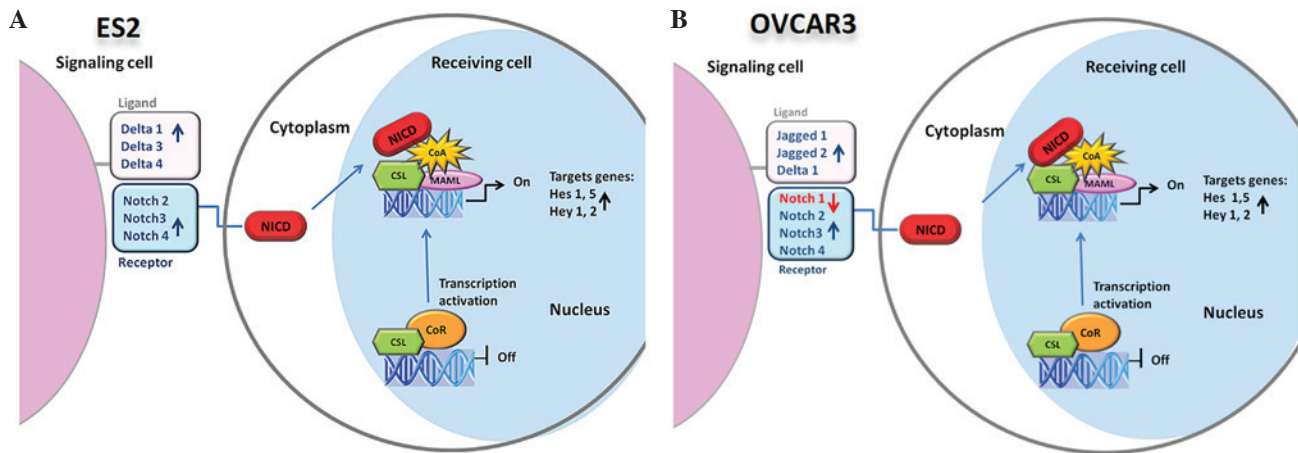 A
ES2
Signaling cell
Receiving cell
Ligand
Delta 1
Delta 3
Delta 4
Cytoplasm
NICD
CoA
CSL
MAML
On
Targets genes:
Hes 1, 5
Hey 1, 2
Notch 2
Notch3
Notch 4
Receptor
NICD
Transcription
activation
Nucleus
CoR
CSL
Off
B
OVCAR3
Signaling cell
Receiving cell
Ligand
Jagged 1
Jagged 2
Delta 1
Cytoplasm
NICD
CoA
CSL
MAML
On
Targets genes:
Hes 1,5
Hey 1, 2
Notch 1
Notch 2
Notch3
Notch 4
Receptor
NICD
Transcription
activation
Nucleus
CoR
CSL
Off